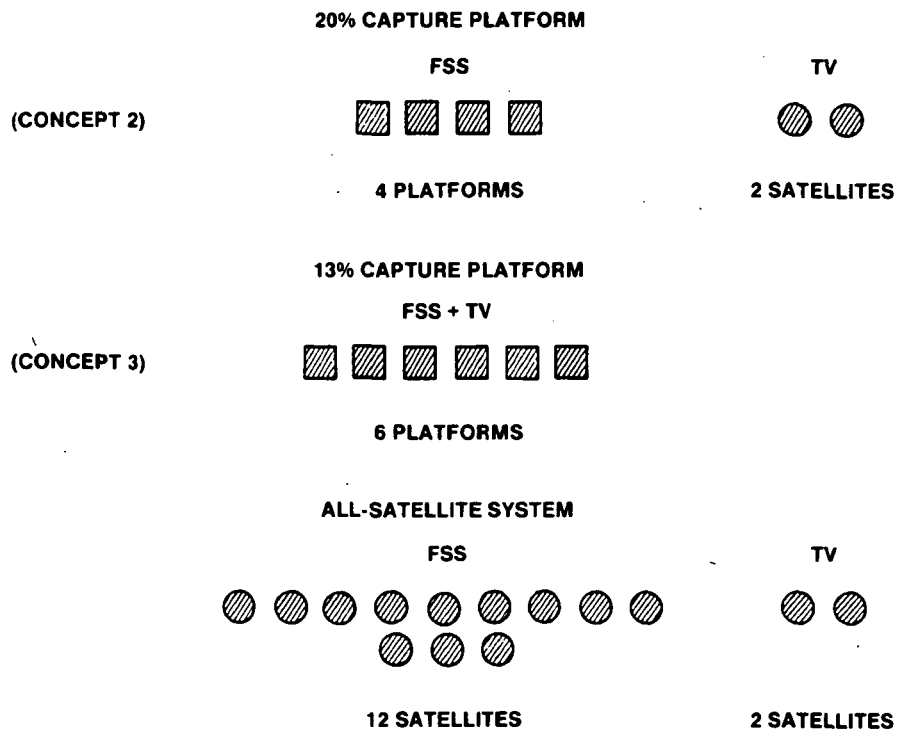 20% CAPTURE PLATFORM
FSS TV
(CONCEPT 2)
4 PLATFORMS 2 SATELLITES
13% CAPTURE PLATFORM
FSS + TV
(CONCEPT 3)
6 PLATFORMS
ALL-SATELLITE SYSTEM
FSS TV
12 SATELLITES 2 SATELLITES